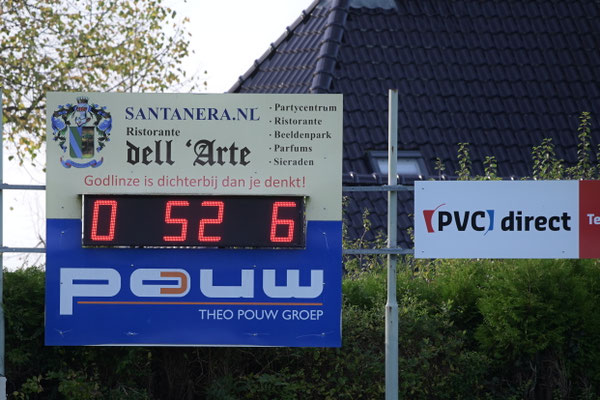 SANTANERA.NL
Ristorante
dell 'Arte
· Partycentrum
· Ristorante
· Beeldenpark
· Parfums
· Sieraden
Godlinze is dichterbij dan je denkt!
0 52 6
pouw
THEO POUW GROEP
PVC direct
Te